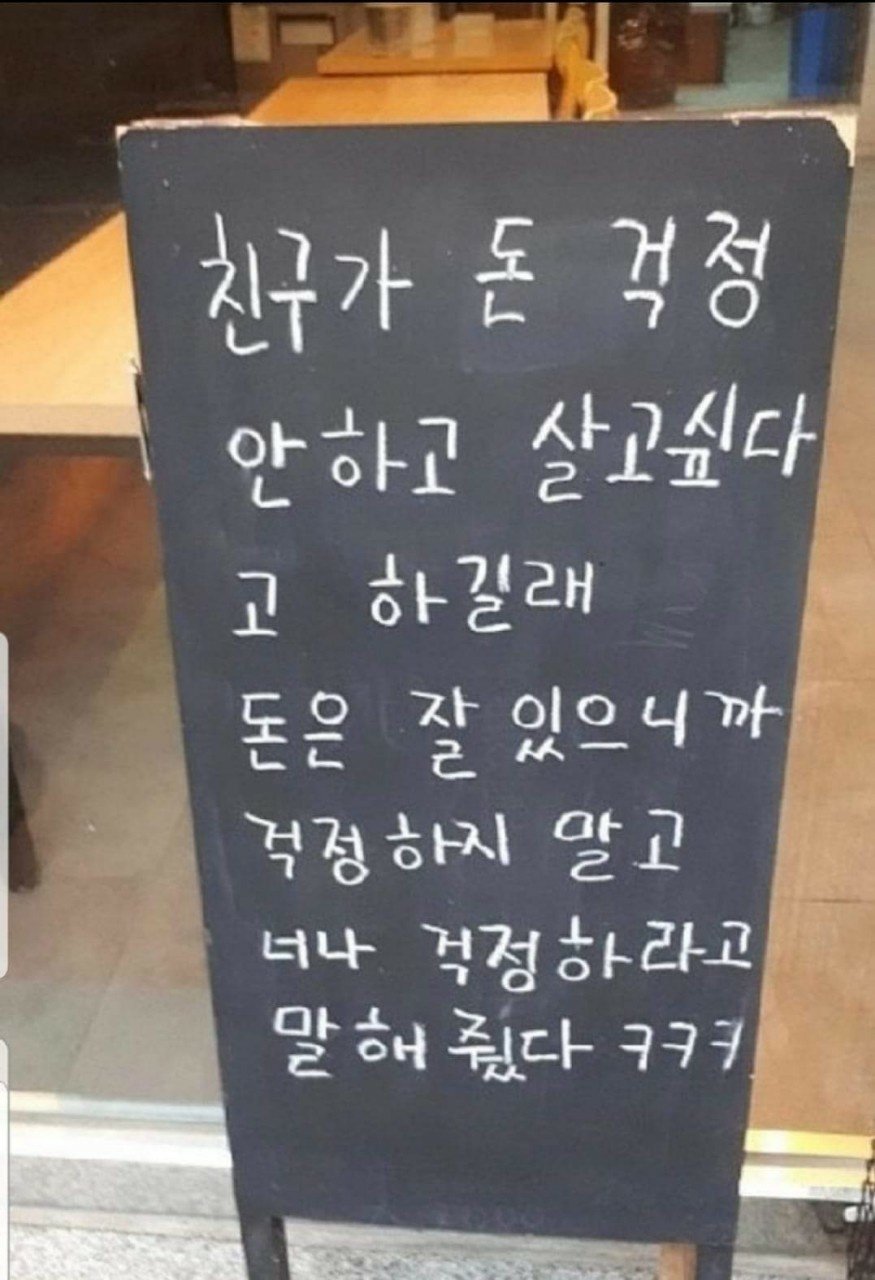 친구가 돈 걱정
안하고 살고싶다
고 하길래
돈은 잘 있으니까
걱정하지 말고
너나 걱정하라고
말해줬다 ㅋㅋㅋ